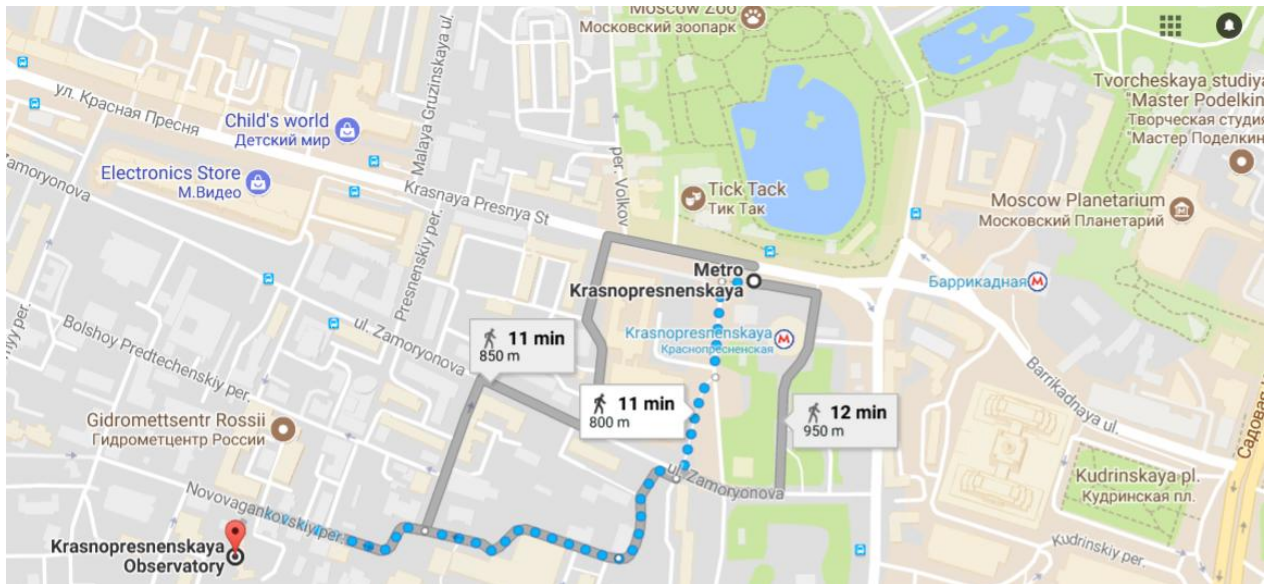 Moscow Zoo
Московский зоопарк
Tvorcheskaya studiya
"Master Podelkin
Творческая студия
"Мастер Поделкин
ул. Красная Пресня
Child's world
Детский мир
Electronics Store
М.Видео
Malaya Gruzinskaya ul.
per. Volkov
Zamoryonova
Krasnaya Presnya St
Tick Tack
Тик Так
Moscow Planetarium
Московский Планетарий
Presnenskiy per.
Metro
Krasnopresnenskaya
Баррикадная
M
ul. Zamoryonova
Bolshoy Predtechenskiy per.
Krasnopresnenskaya
Краснопресненская
M
11 min
850 m
11 min
800 m
12 min
950 m
Barrikadnaya ul.
Садовая
Gidromettsentr Rossii
Гидрометцентр России
ul. Zamoryonova
Kudrinskaya pl.
Кудринская пл.
Novovagankovskiy per.
Krasnopresnenskaya
Observatory
Kudrinskiy per.